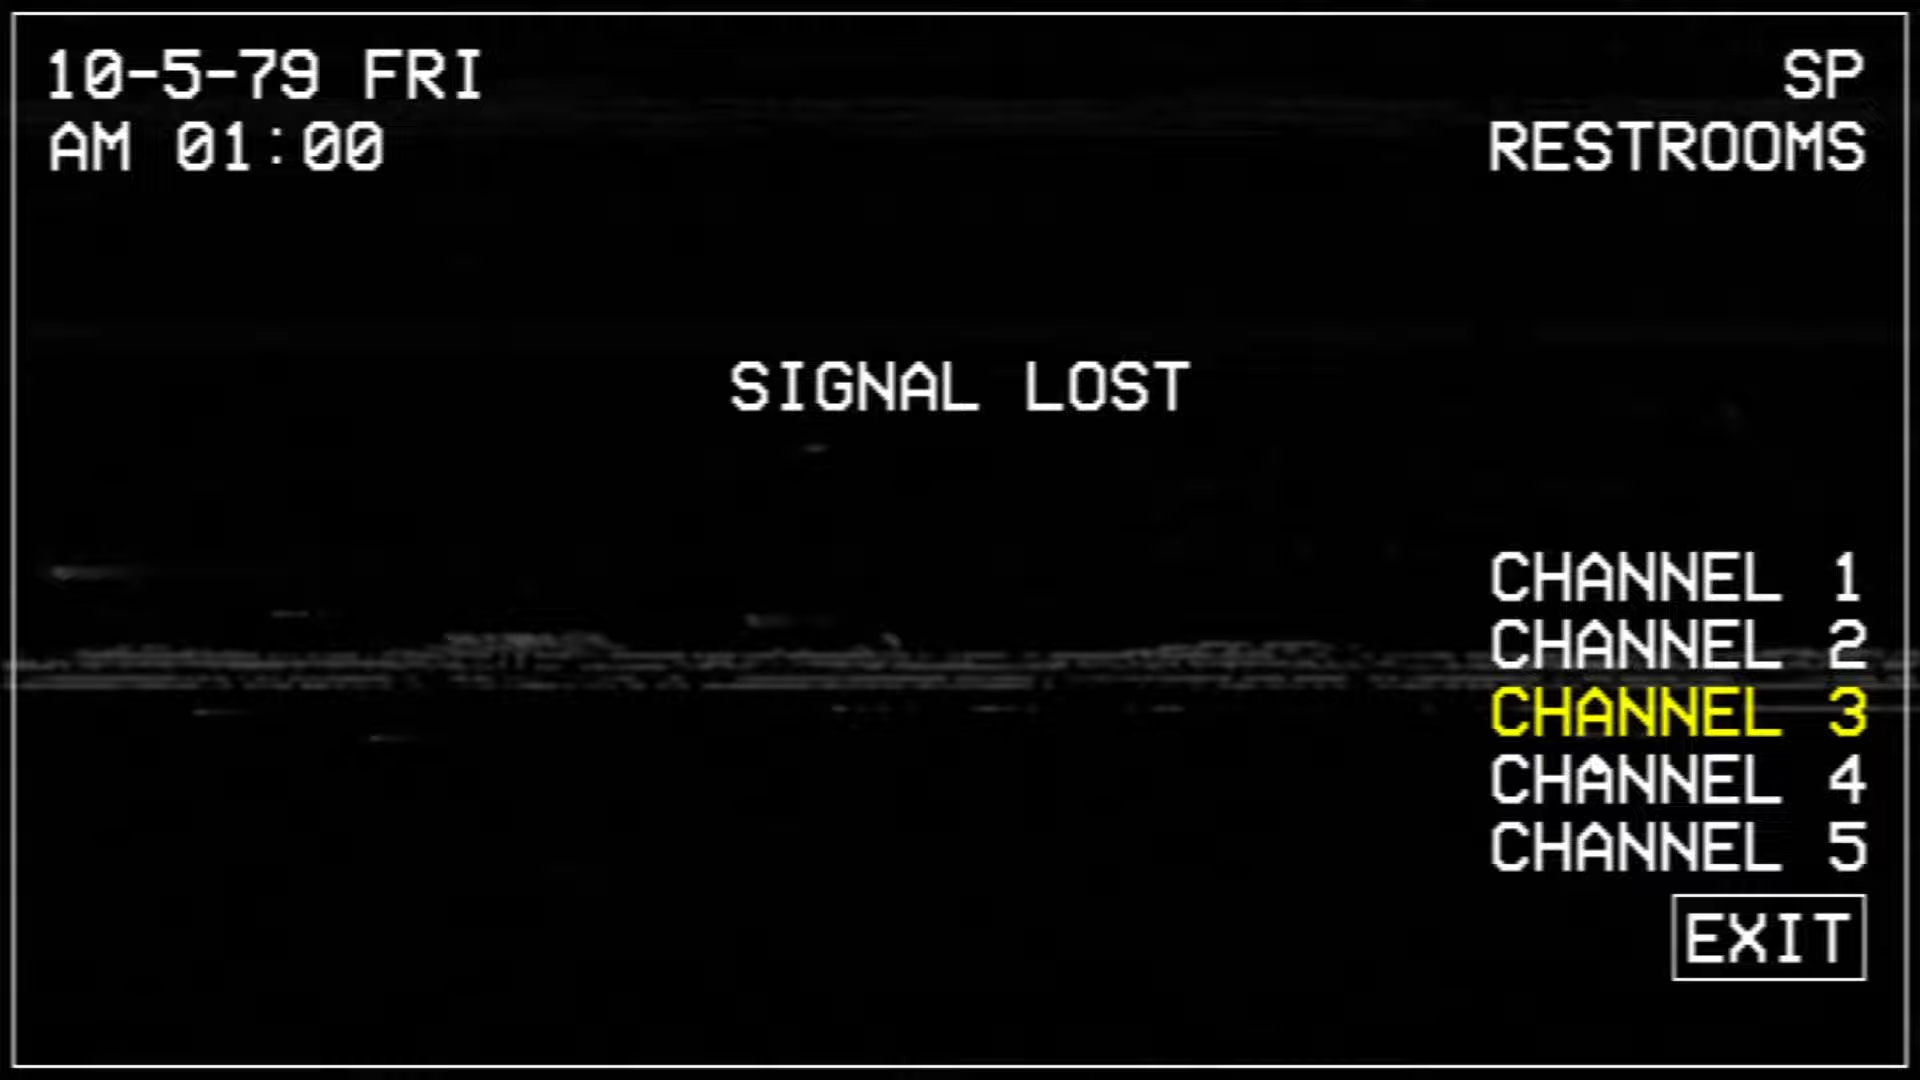 10-5-79 FRI
AM 01:00
SP
RESTROOMS
SIGNAL LOST
CHANNEL 1
CHANNEL 2
CHANNEL 3
CHANNEL 4
CHANNEL 5
EXIT